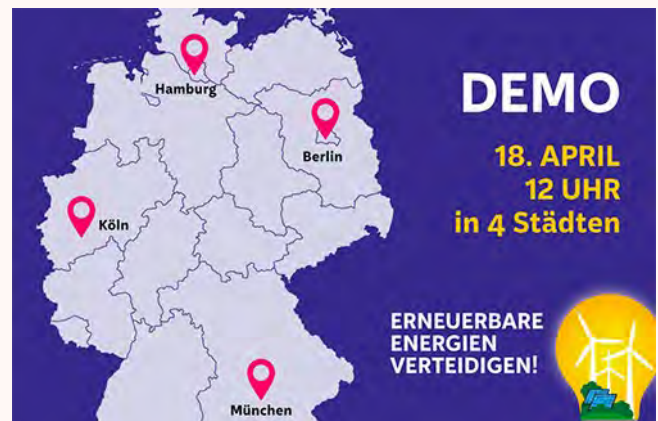 Hamburg
Berlin
Köln
München
DEMO
18. APRIL
12 UHR
in 4 Städten
ERNEUERBARE
ENERGIEN
VERTEIDIGEN!